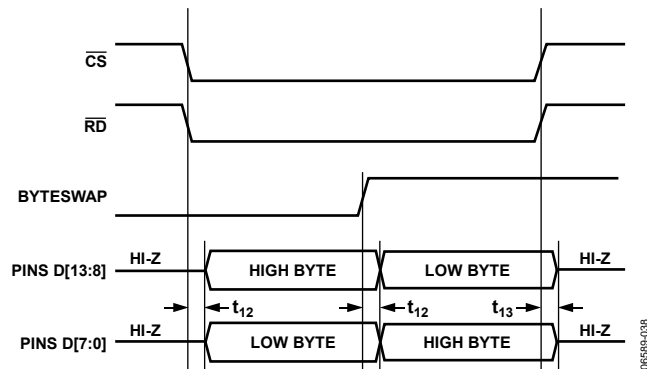 CS
RD
BYTESWAP
PINS D[13:8] HI-Z HIGH BYTE LOW BYTE HI-Z
t12 t12 t13
PINS D[7:0] HI-Z LOW BYTE HIGH BYTE HI-Z
06589-038